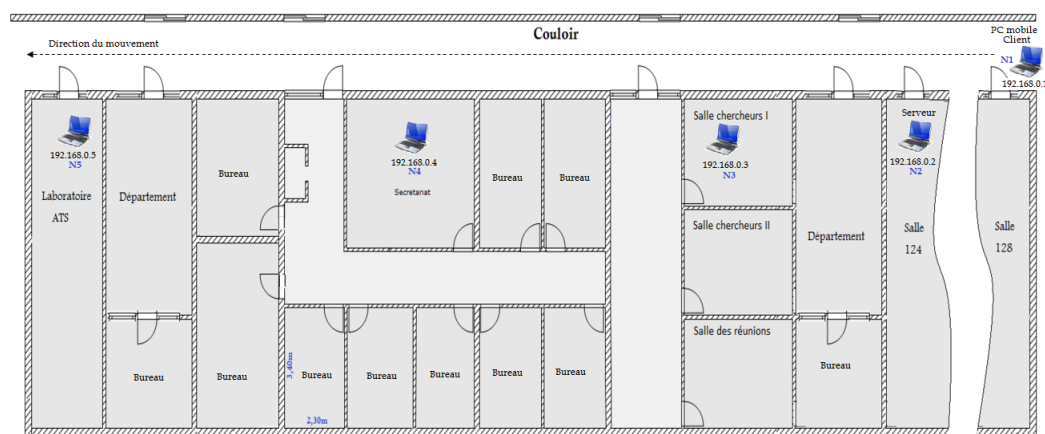 Couloir
Direction du mouvement
PC mobile
Client
N1
192.168.0.1
192.168.0.5
N5
Laboratoire
ATS
Département
Bureau
192.168.0.4
N4
Secretariat
Bureau
Bureau
Salle chercheurs I
192.168.0.3
N3
Serveur
192.168.0.2
N2
Salle chercheurs II
Département
Salle
124
Salle
128
Salle des réunions
Bureau
Bureau
Bureau
3,40m
Bureau
2,30m
Bureau
Bureau
Bureau
Bureau